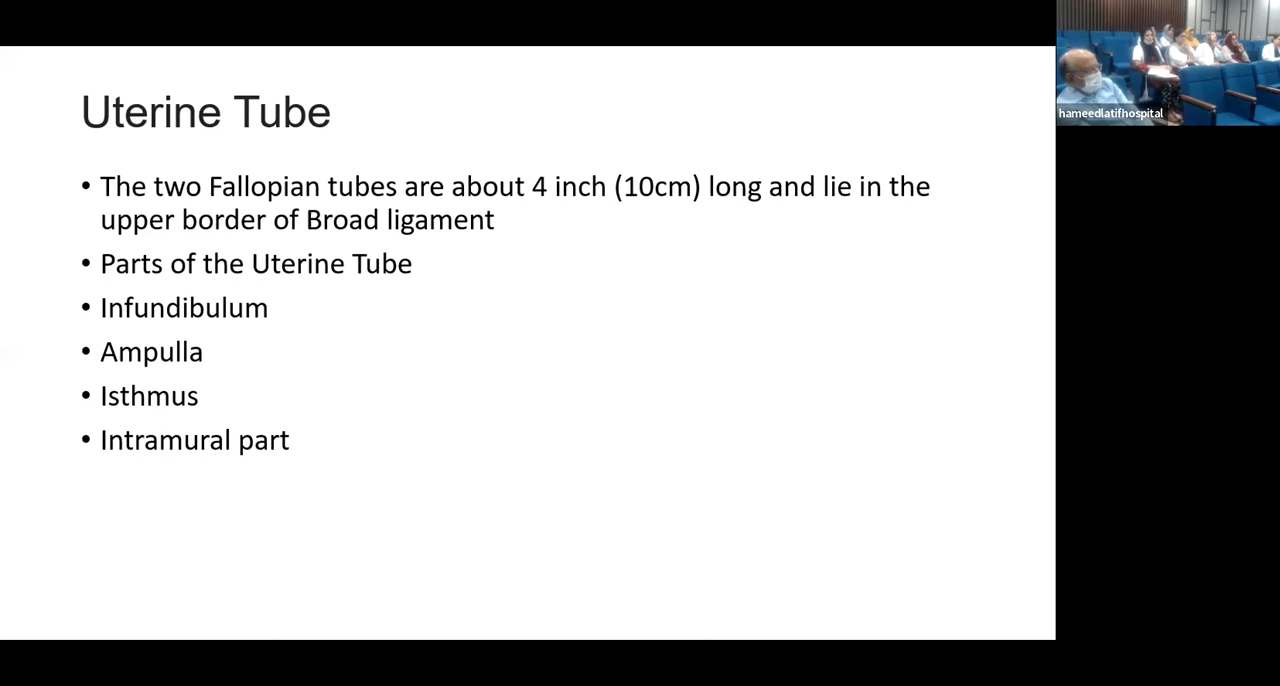 Uterine Tube
• The two Fallopian tubes are about 4 inch (10cm) long and lie in the
upper border of Broad ligament
• Parts of the Uterine Tube
• Infundibulum
• Ampulla
• Isthmus
• Intramural part
hameedlatifhospital